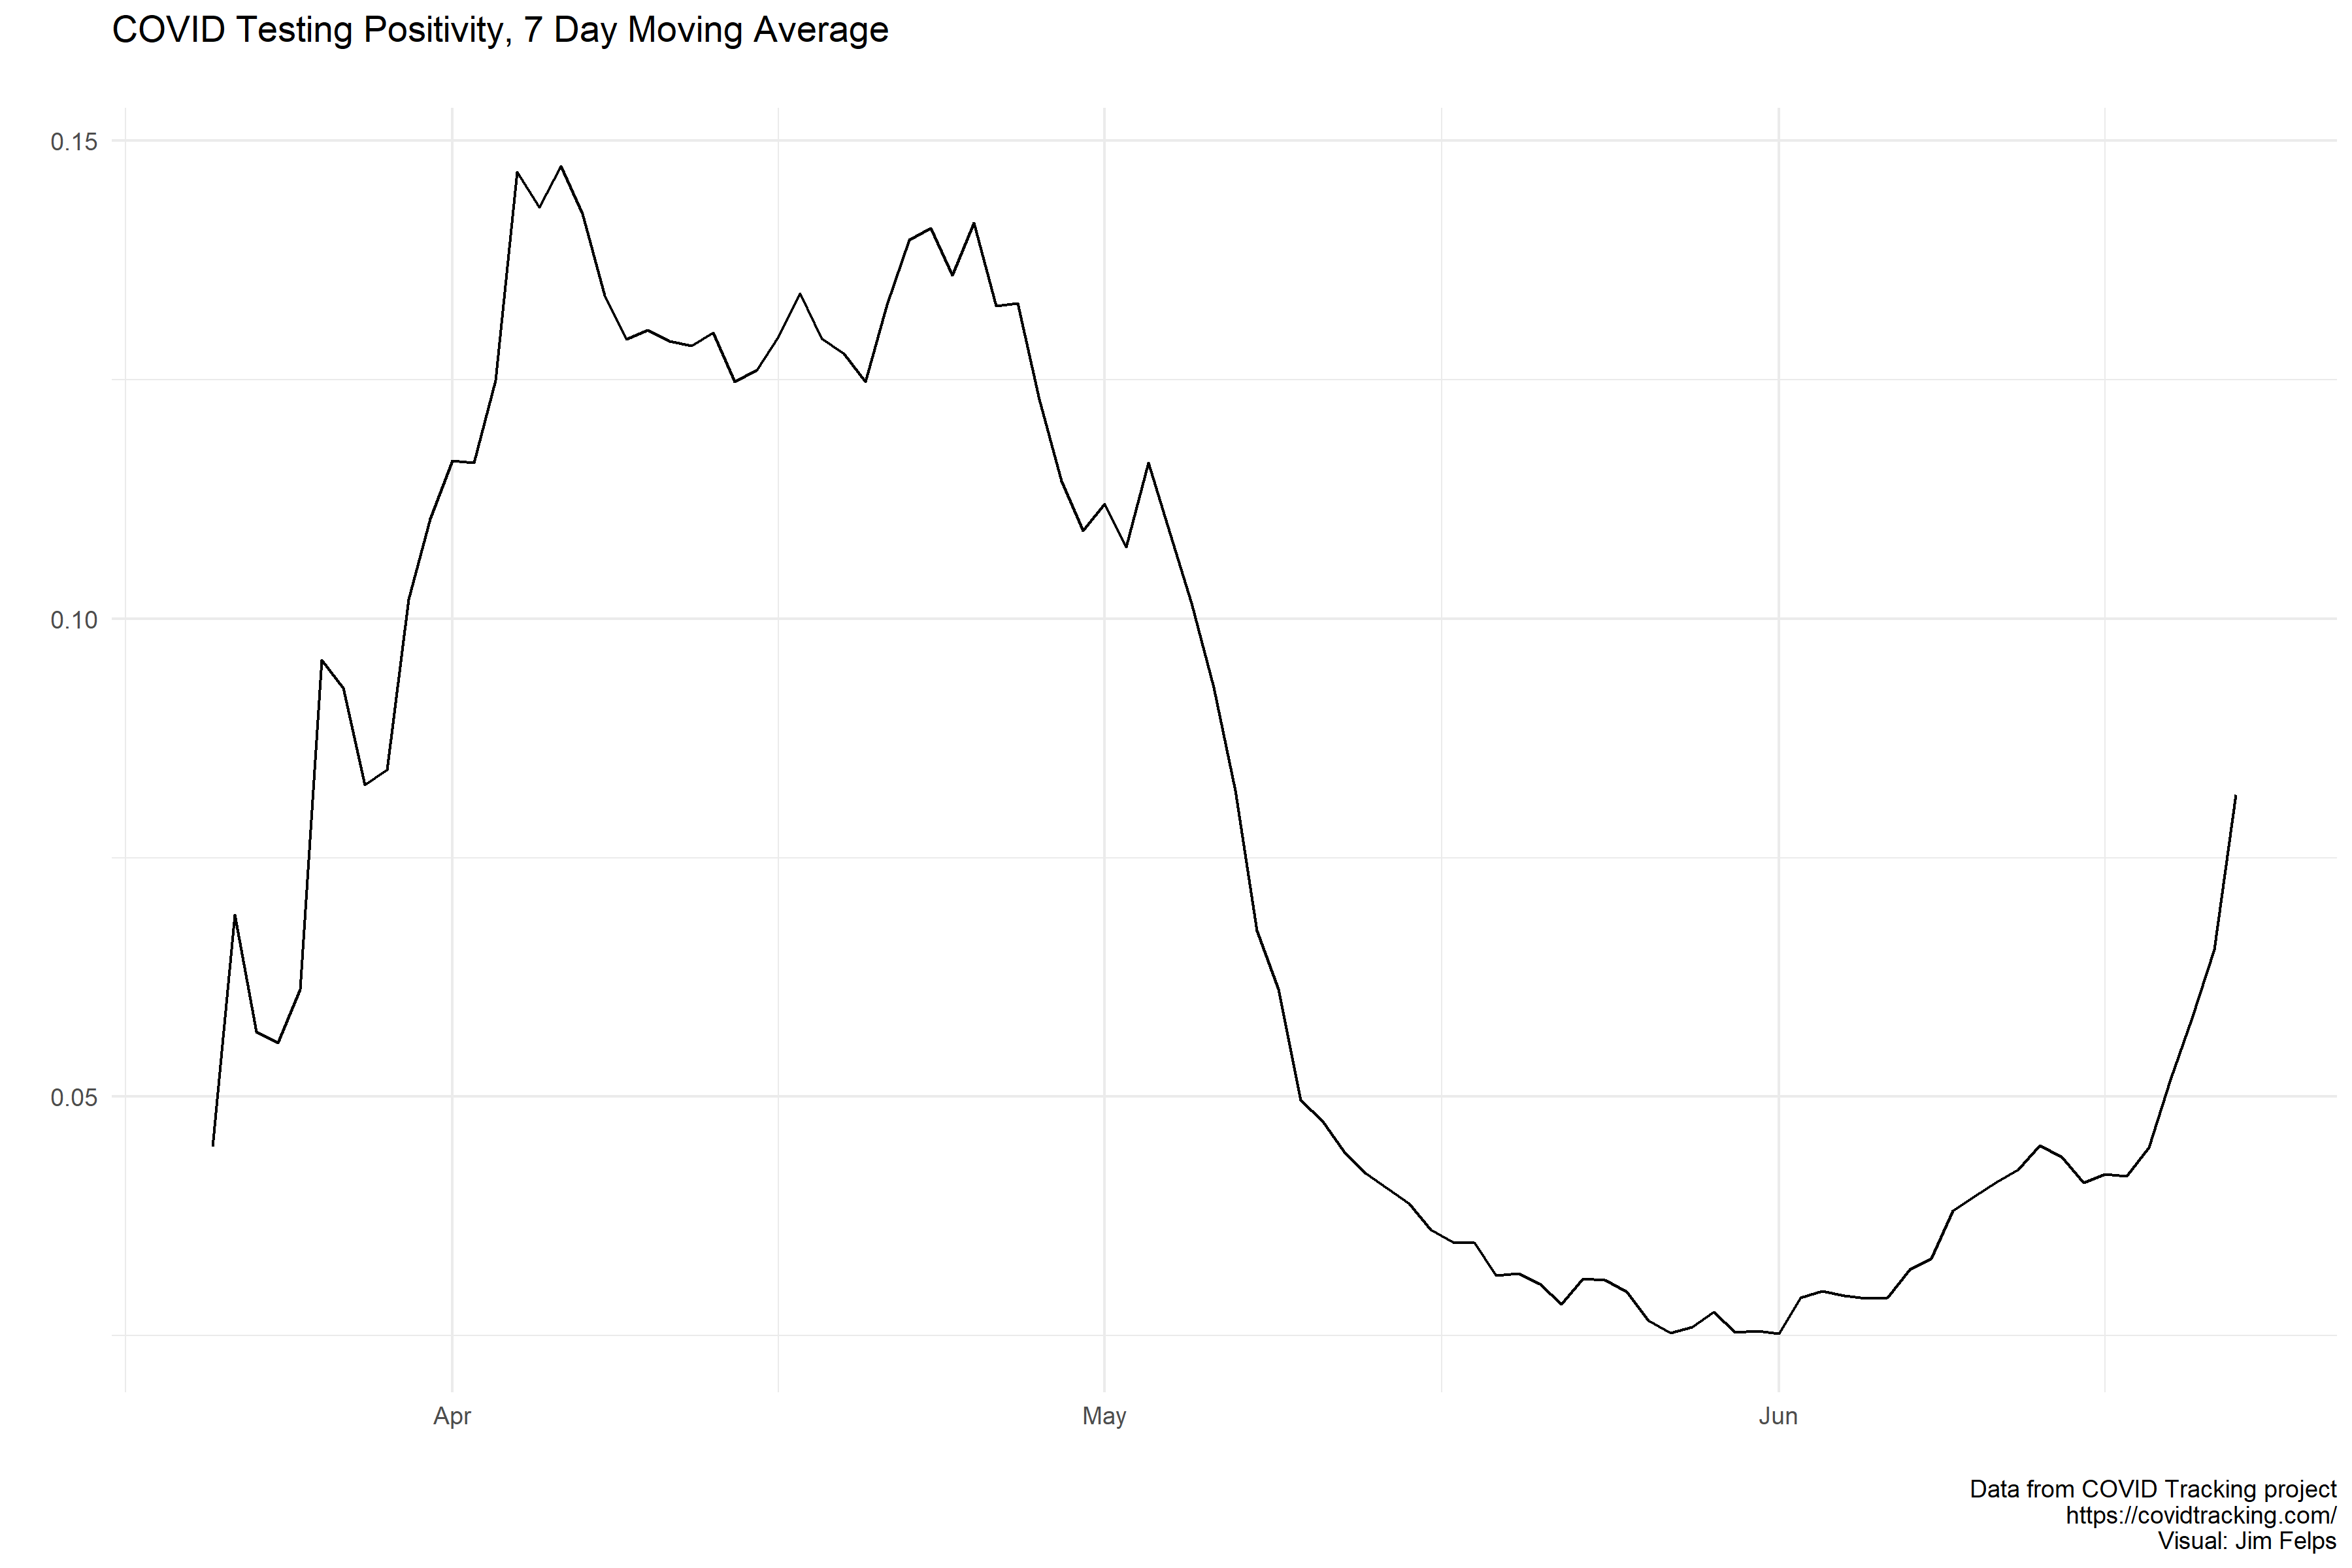 COVID Testing Positivity, 7 Day Moving Average
0.15
0.10
0.05
Apr May Jun
Data from COVID Tracking project
https://covidtracking.com/
Visual: Jim Felps